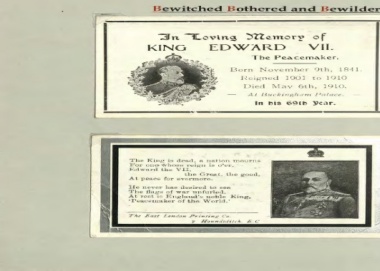 Bewitched Bothered and Bewilder
In Loving Memory of
KING EDWARD VII.
The Peacemaker.
Born November 9th, 1841.
Reigned 1901 to 1910
Died May 6th, 1910.
At Buckingham Palace.
In his 69th Year.
The King is dead, a nation mourns
For one whose reign is o'er,
Edward the VII,
the Great, the good,
At peace for evermore.
He never has desired to see
The flags of war unfurled,
At rest is England's noble King,
"Peacemaker of the World."
The East London Printing Co.
Houndsditch, E.C